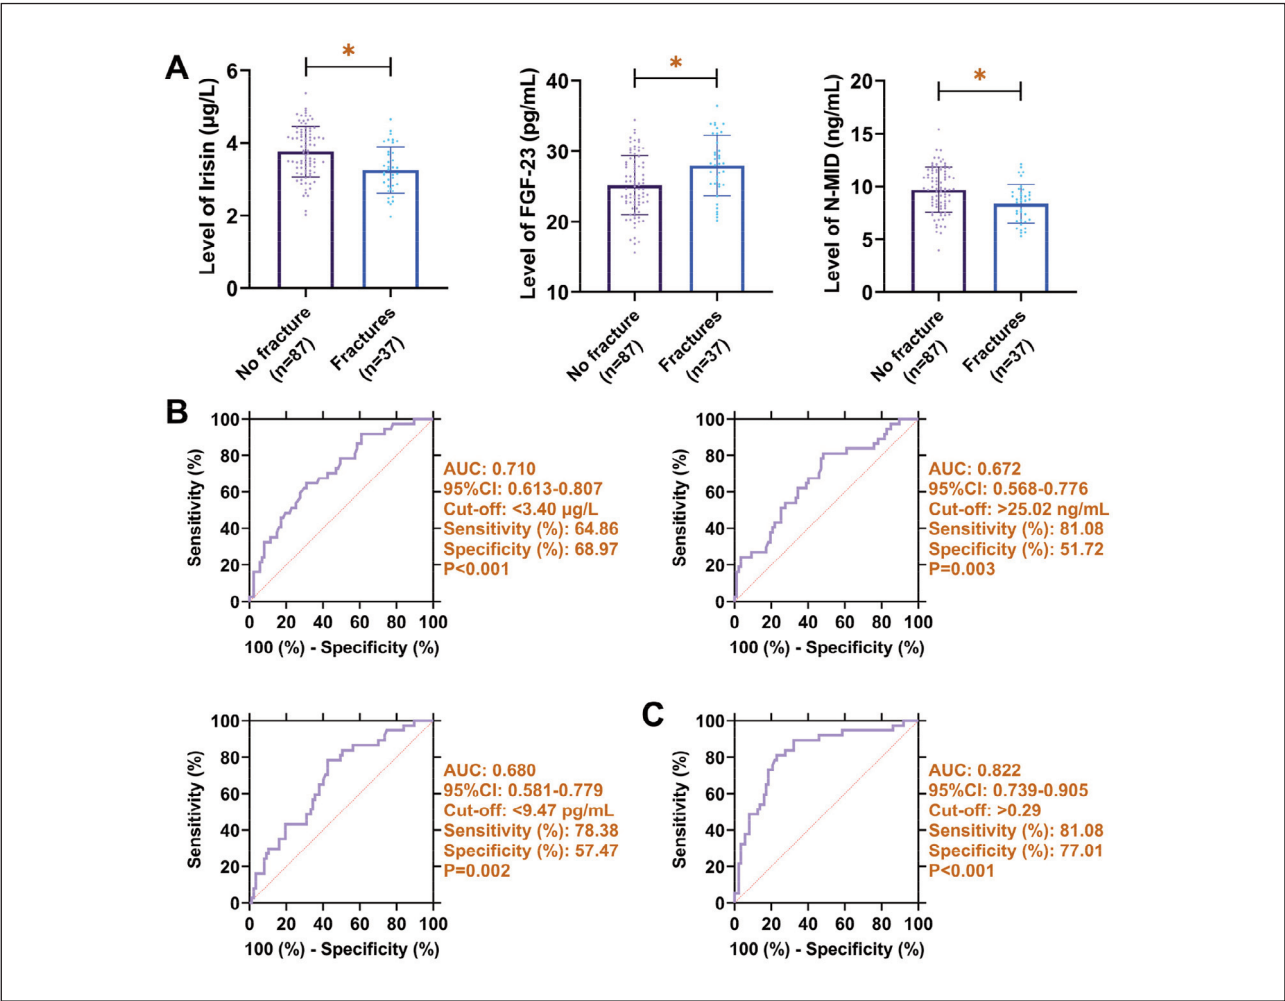 A
Level of Irisin (µg/L)
6
4
2
0
*
No fracture
(n=87)
Fractures
(n=37)
Level of FGF-23 (pg/mL)
40
30
20
10
*
No fracture
(n=87)
Fractures
(n=37)
Level of N-MID (ng/mL)
20
15
10
5
0
*
No fracture
(n=87)
Fractures
(n=37)
B
Sensitivity (%)
100
80
60
40
20
0
0 20 40 60 80 100
100 (%) - Specificity (%)
AUC: 0.710
95%CI: 0.613-0.807
Cut-off: <3.40 µg/L
Sensitivity (%): 64.86
Specificity (%): 68.97
P<0.001
Sensitivity (%)
100
80
60
40
20
0
0 20 40 60 80 100
100 (%) - Specificity (%)
AUC: 0.672
95%CI: 0.568-0.776
Cut-off: >25.02 ng/mL
Sensitivity (%): 81.08
Specificity (%): 51.72
P=0.003
Sensitivity (%)
100
80
60
40
20
0
0 20 40 60 80 100
100 (%) - Specificity (%)
AUC: 0.680
95%CI: 0.581-0.779
Cut-off: <9.47 pg/mL
Sensitivity (%): 78.38
Specificity (%): 57.47
P=0.002
C
Sensitivity (%)
100
80
60
40
20
0
0 20 40 60 80 100
100 (%) - Specificity (%)
AUC: 0.822
95%CI: 0.739-0.905
Cut-off: >0.29
Sensitivity (%): 81.08
Specificity (%): 77.01
P<0.001